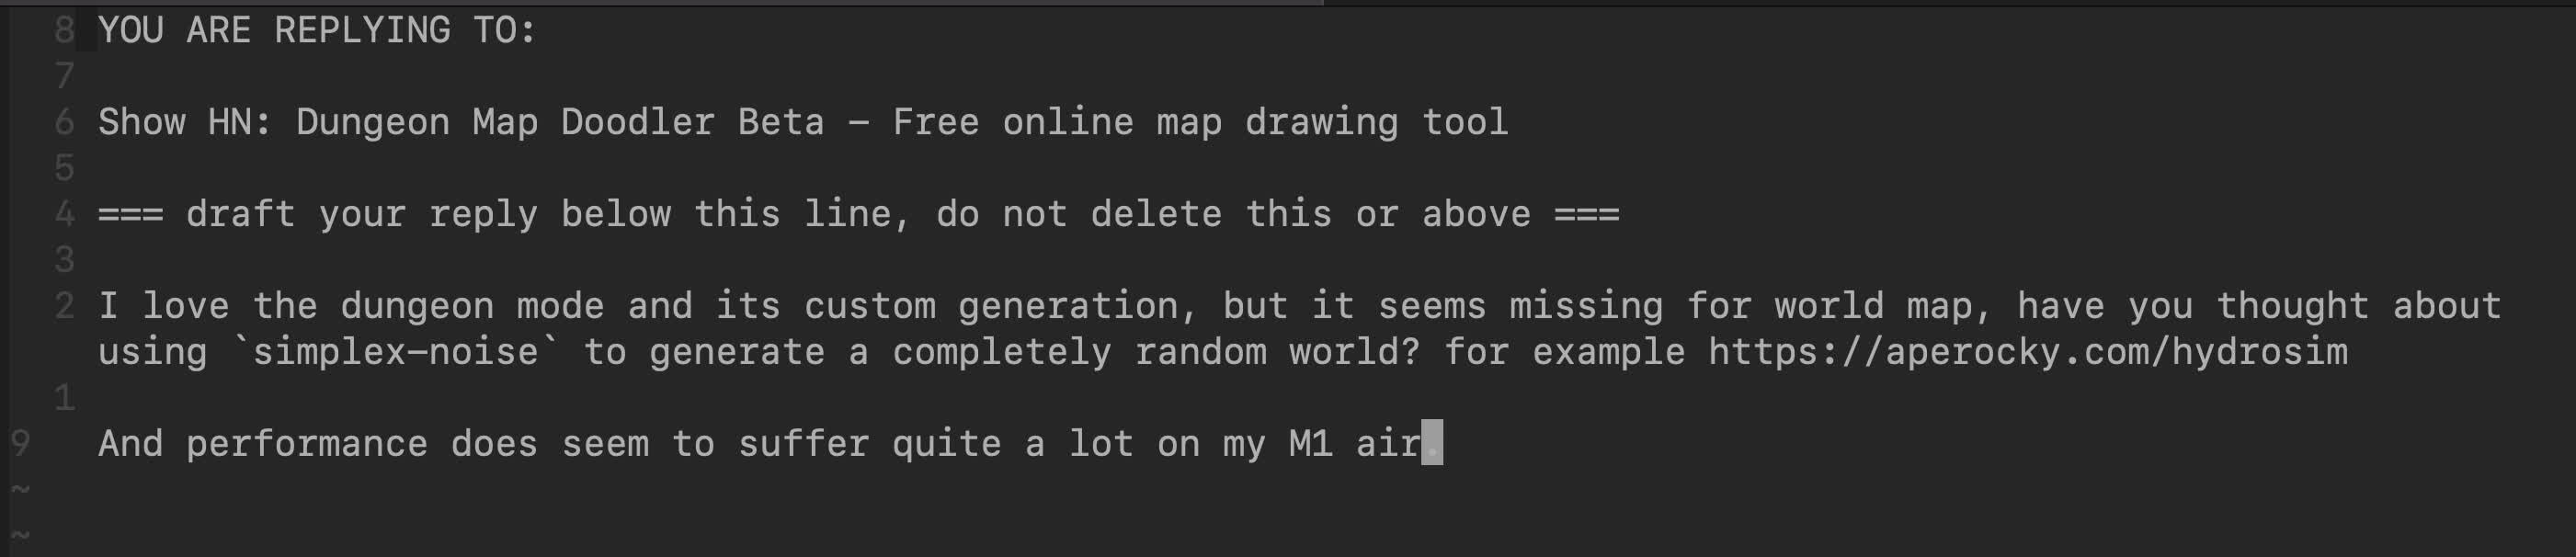 8 YOU ARE REPLYING TO:
7
6 Show HN: Dungeon Map Doodler Beta – Free online map drawing tool
5
4 === draft your reply below this line, do not delete this or above ===
3
2 I love the dungeon mode and its custom generation, but it seems missing for world map, have you thought about
using `simplex-noise` to generate a completely random world? for example https://aperocky.com/hydrosim
1
9 And performance does seem to suffer quite a lot on my M1 air.
~
~